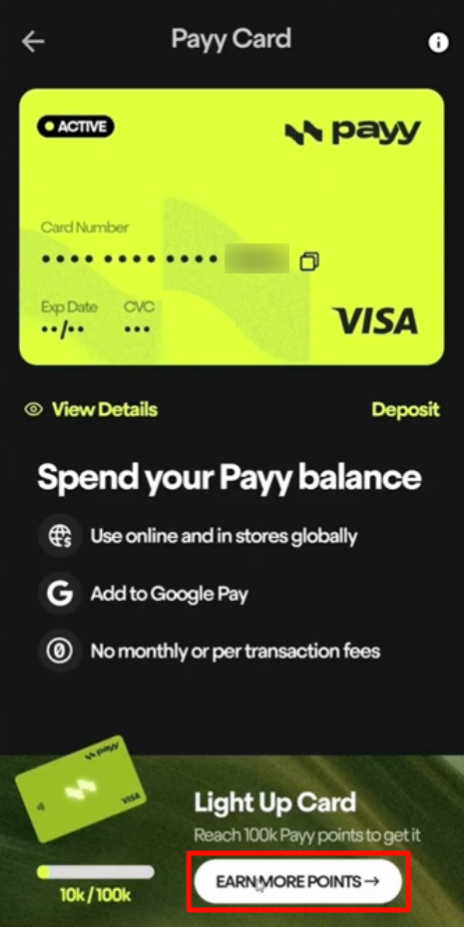 Payy Card
ACTIVE
payy
Card Number
•••• •••• ••••
Exp Date CVC
••/•• •••
VISA
View Details
Deposit
Spend your Payy balance
Use online and in stores globally
Add to Google Pay
No monthly or per transaction fees
payy
VISA
Light Up Card
Reach 100k Payy points to get it
10k/100k
EARN MORE POINTS →